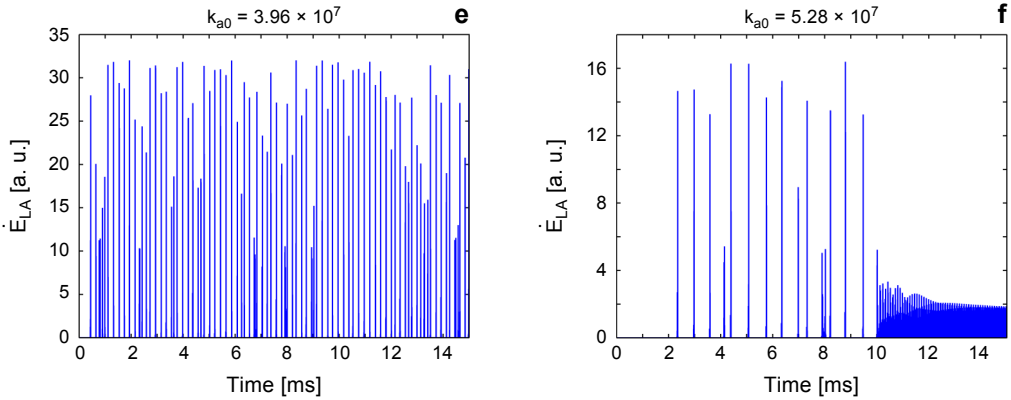 k_a0 = 3.96 × 10^7
e
35
30
25
20
15
10
5
0
Ė_LA [a. u.]
0 2 4 6 8 10 12 14
Time [ms]
k_a0 = 5.28 × 10^7
f
16
12
8
4
0
Ė_LA [a. u.]
0 2 4 6 8 10 12 14
Time [ms]